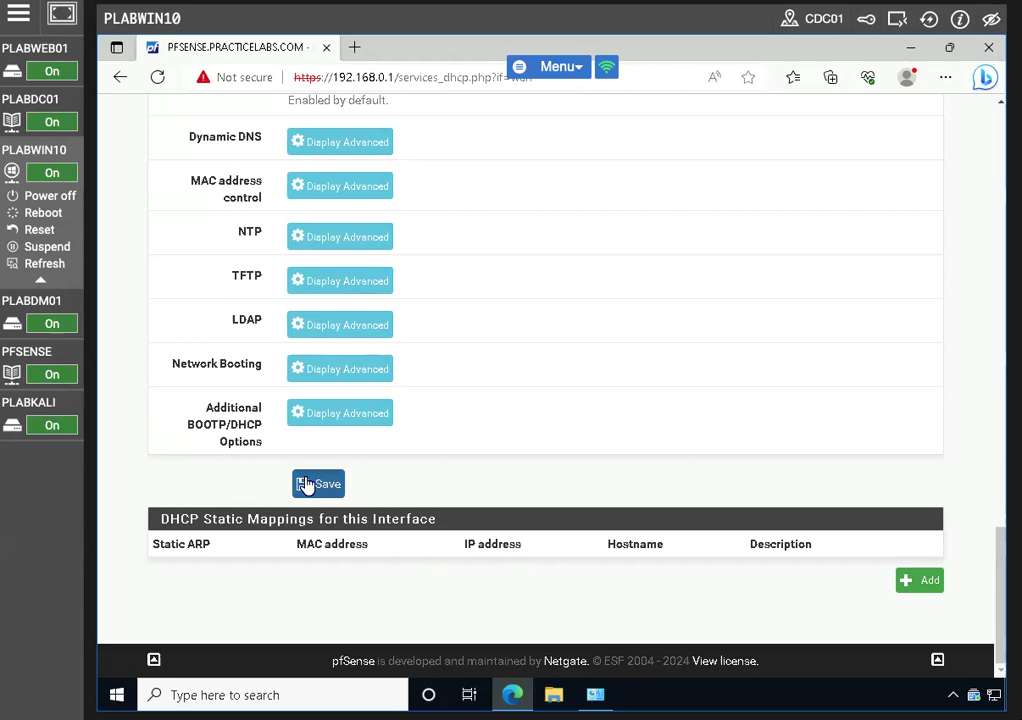 PLABWIN10
CDC01
PLABWEB01
On
PLABDC01
On
PLABWIN10
On
Power off
Reboot
Reset
Suspend
Refresh
PLABDM01
On
PFSENSE
On
PLABKALI
On
PFSENSE.PRACTICELABS.COM -
Not secure
https://192.168.0.1/services_dhcp.php?if=wan
Menu
Enabled by default.
Dynamic DNS
Display Advanced
MAC address
control
Display Advanced
NTP
Display Advanced
TFTP
Display Advanced
LDAP
Display Advanced
Network Booting
Display Advanced
Additional
BOOTP/DHCP
Options
Display Advanced
Save
DHCP Static Mappings for this Interface
Static ARP MAC address IP address Hostname Description
Add
pfSense is developed and maintained by Netgate. © ESF 2004 - 2024 View license.
Type here to search